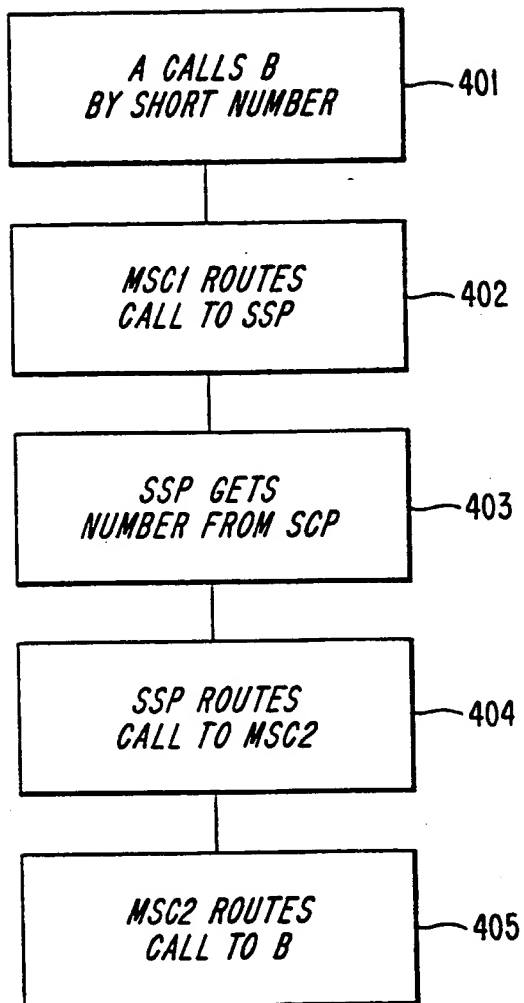 A CALLS B
BY SHORT NUMBER
401
MSC1 ROUTES
CALL TO SSP
402
SSP GETS
NUMBER FROM SCP
403
SSP ROUTES
CALL TO MSC2
404
MSC2 ROUTES
CALL TO B
405